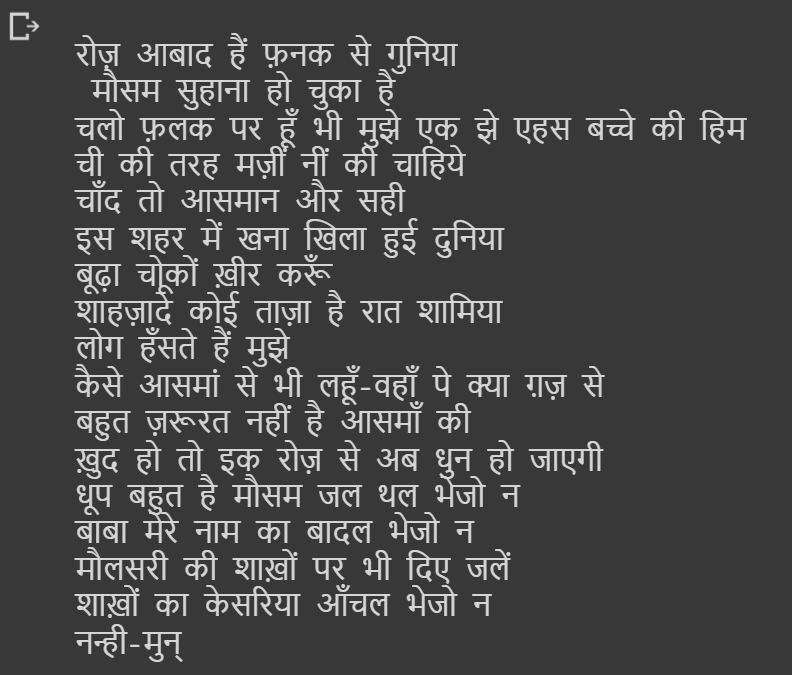 रोज़ आबाद हैं फ़नक से गुनिया
मौसम सुहाना हो चुका है
चलो फ़लक पर हूँ भी मुझे एक झे एहस बच्चे की हिम
ची की तरह मज़ीं नीं की चाहिये
चाँद तो आसमान और सही
इस शहर में खना खिला हुई दुनिया
बूढ़ा चोूकों ख़ीर करूँ
शाहज़ादे कोई ताज़ा है रात शामिया
लोग हँसते हैं मुझे
कैसे आसमां से भी लहूँ-वहाँ पे क्या ग़ज़ से
बहुत ज़रूरत नहीं है आसमाँ की
ख़ुद हो तो इक रोज़ से अब धुन हो जाएगी
धूप बहुत है मौसम जल थल भेजो न
बाबा मेरे नाम का बादल भेजो न
मौलसरी की शाख़ों पर भी दिए जलें
शाख़ों का केसरिया आँचल भेजो न
नन्ही-मुन्